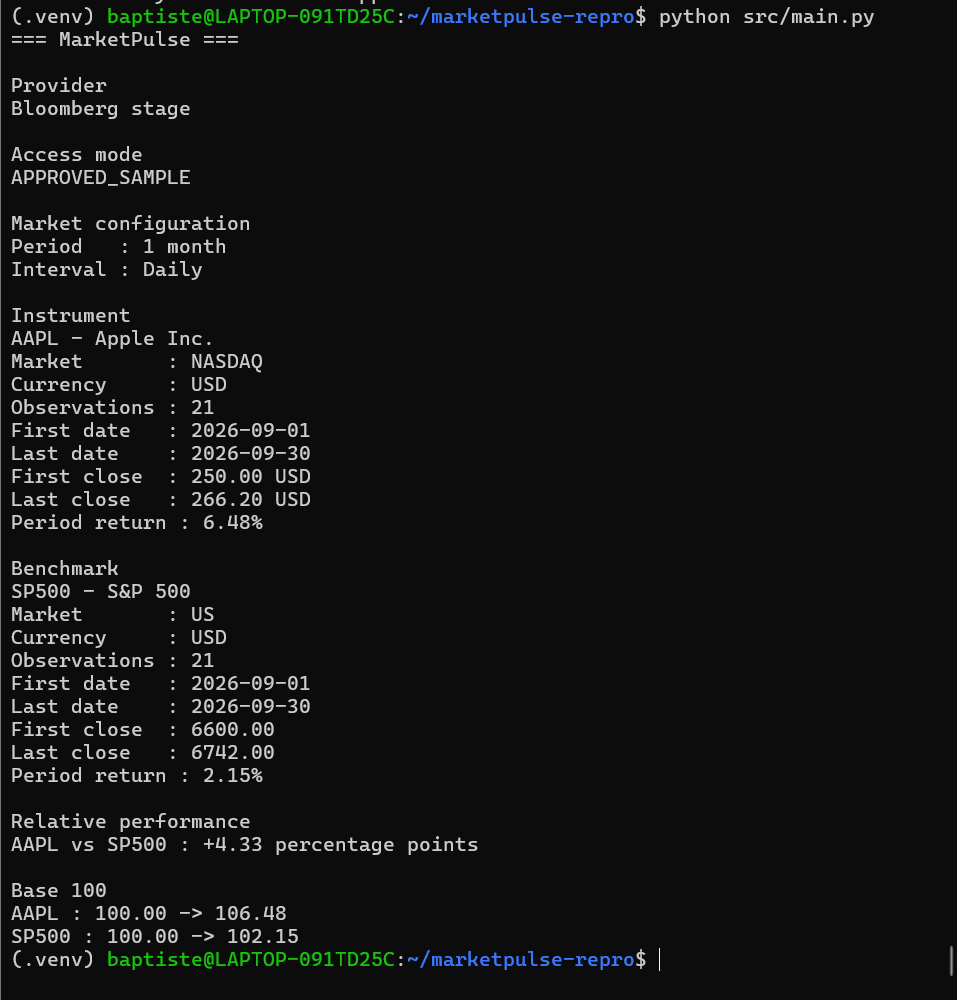 (.venv) baptiste@LAPTOP-091TD25C:~/marketpulse-repro$ python src/main.py
=== MarketPulse ===
Provider
Bloomberg stage
Access mode
APPROVED_SAMPLE
Market configuration
Period   : 1 month
Interval : Daily
Instrument
AAPL - Apple Inc.
Market       : NASDAQ
Currency     : USD
Observations : 21
First date   : 2026-09-01
Last date    : 2026-09-30
First close  : 250.00 USD
Last close   : 266.20 USD
Period return : 6.48%
Benchmark
SP500 - S&P 500
Market       : US
Currency     : USD
Observations : 21
First date   : 2026-09-01
Last date    : 2026-09-30
First close  : 6600.00
Last close   : 6742.00
Period return : 2.15%
Relative performance
AAPL vs SP500 : +4.33 percentage points
Base 100
AAPL : 100.00 -> 106.48
SP500 : 100.00 -> 102.15
(.venv) baptiste@LAPTOP-091TD25C:~/marketpulse-repro$